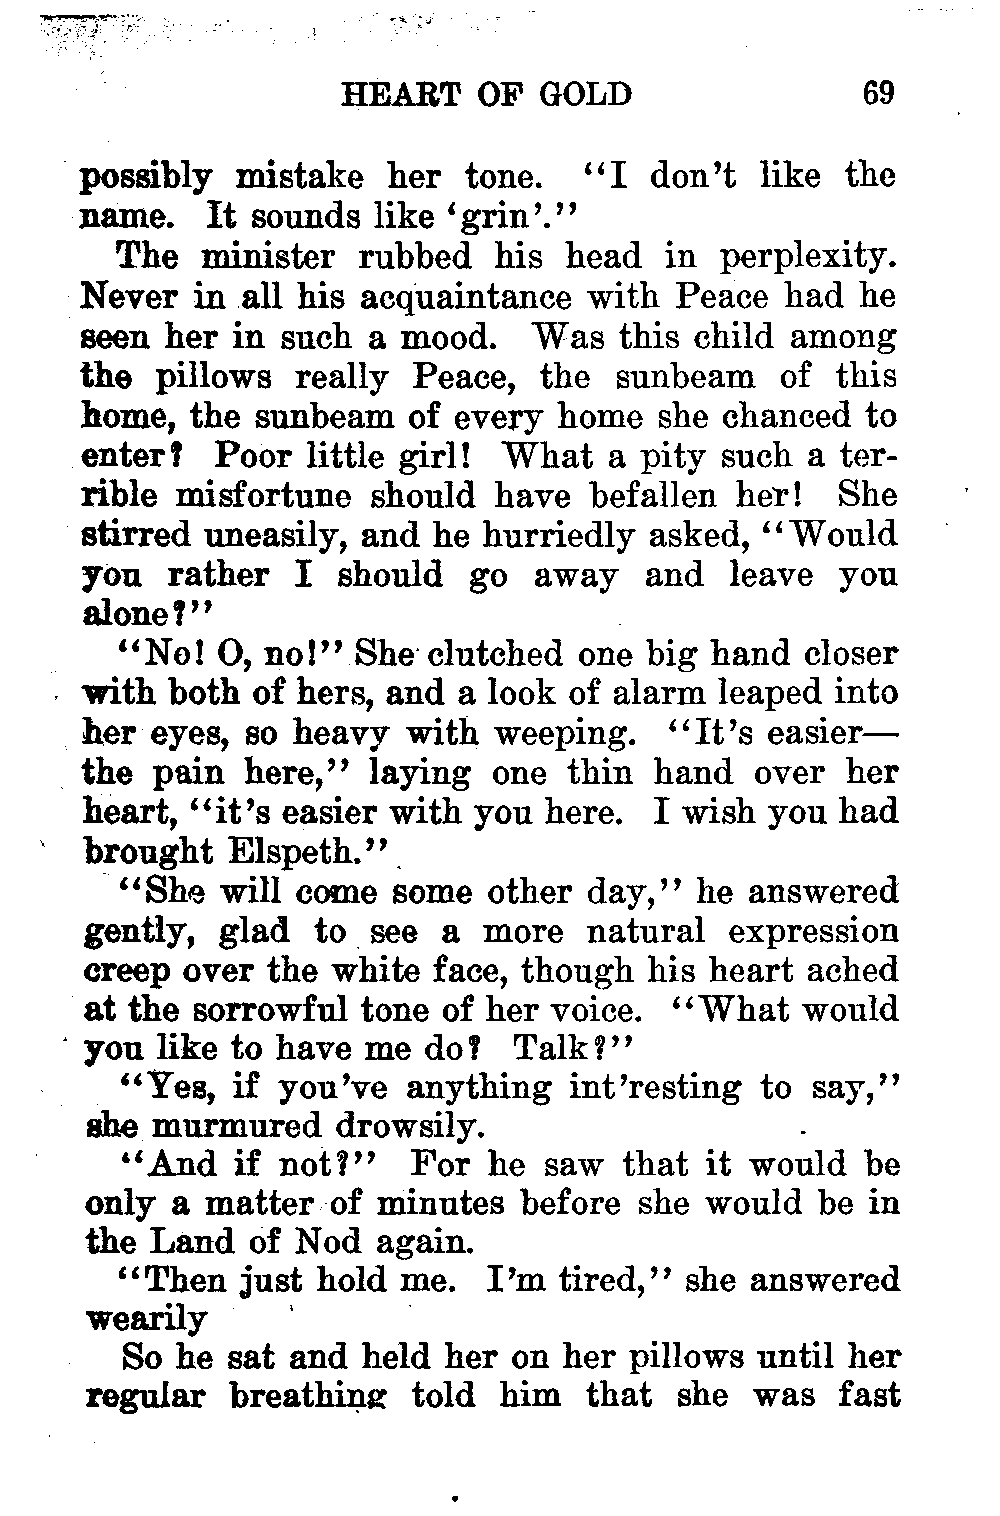 HEART OF GOLD 69
possibly mistake her tone. "I don't like the
name. It sounds like 'grin'."
The minister rubbed his head in perplexity.
Never in all his acquaintance with Peace had he
seen her in such a mood. Was this child among
the pillows really Peace, the sunbeam of this
home, the sunbeam of every home she chanced to
enter? Poor little girl! What a pity such a ter-
rible misfortune should have befallen her! She
stirred uneasily, and he hurriedly asked, "Would
you rather I should go away and leave you
alone?"
"No! O, no!" She clutched one big hand closer
with both of hers, and a look of alarm leaped into
her eyes, so heavy with weeping. "It's easier—
the pain here," laying one thin hand over her
heart, "it's easier with you here. I wish you had
brought Elspeth."
"She will come some other day," he answered
gently, glad to see a more natural expression
creep over the white face, though his heart ached
at the sorrowful tone of her voice. "What would
you like to have me do? Talk?"
"Yes, if you've anything int'resting to say,"
she murmured drowsily.
"And if not?" For he saw that it would be
only a matter of minutes before she would be in
the Land of Nod again.
"Then just hold me. I'm tired," she answered
wearily
So he sat and held her on her pillows until her
regular breathing told him that she was fast